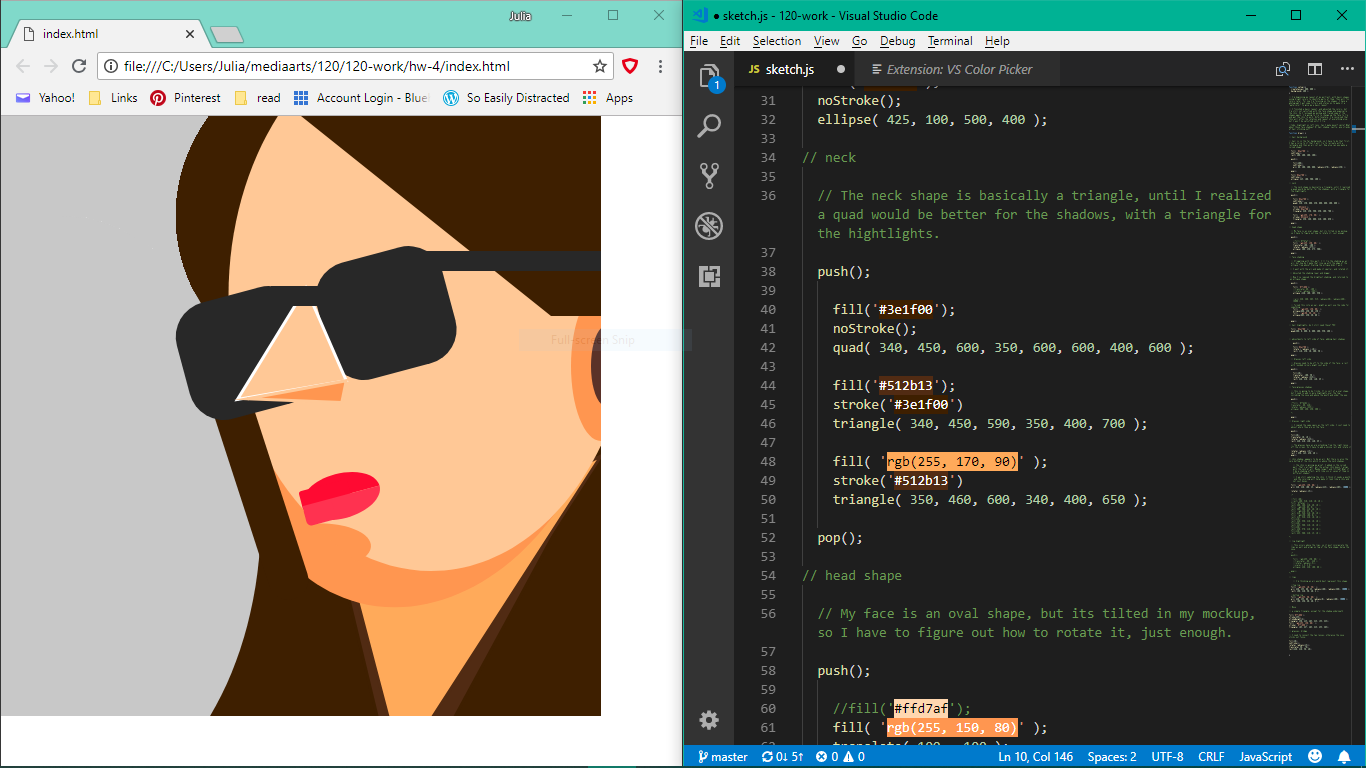 Julia
index.html
file:///C:/Users/Julia/mediaarts/120/120-work/hw-4/index.html
Yahoo! Links Pinterest read Account Login - Blue So Easily Distracted Apps
Full-screen Snip
● sketch.js - 120-work - Visual Studio Code
File Edit Selection View Go Debug Terminal Help
1
JS sketch.js ● Extension: VS Color Picker
31 noStroke();
32 ellipse( 425, 100, 500, 400 );
33
34 // neck
35
36 // The neck shape is basically a triangle, until I realized
a quad would be better for the shadows, with a triangle for
the hightlights.
37
38 push();
39
40 fill('#3e1f00');
41 noStroke();
42 quad( 340, 450, 600, 350, 600, 600, 400, 600 );
43
44 fill('#512b13');
45 stroke('#3e1f00')
46 triangle( 340, 450, 590, 350, 400, 700 );
47
48 fill( 'rgb(255, 170, 90)' );
49 stroke('#512b13')
50 triangle( 350, 460, 600, 340, 400, 650 );
51
52 pop();
53
54 // head shape
55
56 // My face is an oval shape, but its tilted in my mockup,
so I have to figure out how to rotate it, just enough.
57
58 push();
59
60 //fill('#ffd7af');
61 fill( 'rgb(255, 150, 80)' );
master 0↓ 5↑ 0 0 Ln 10, Col 146 Spaces: 2 UTF-8 CRLF JavaScript